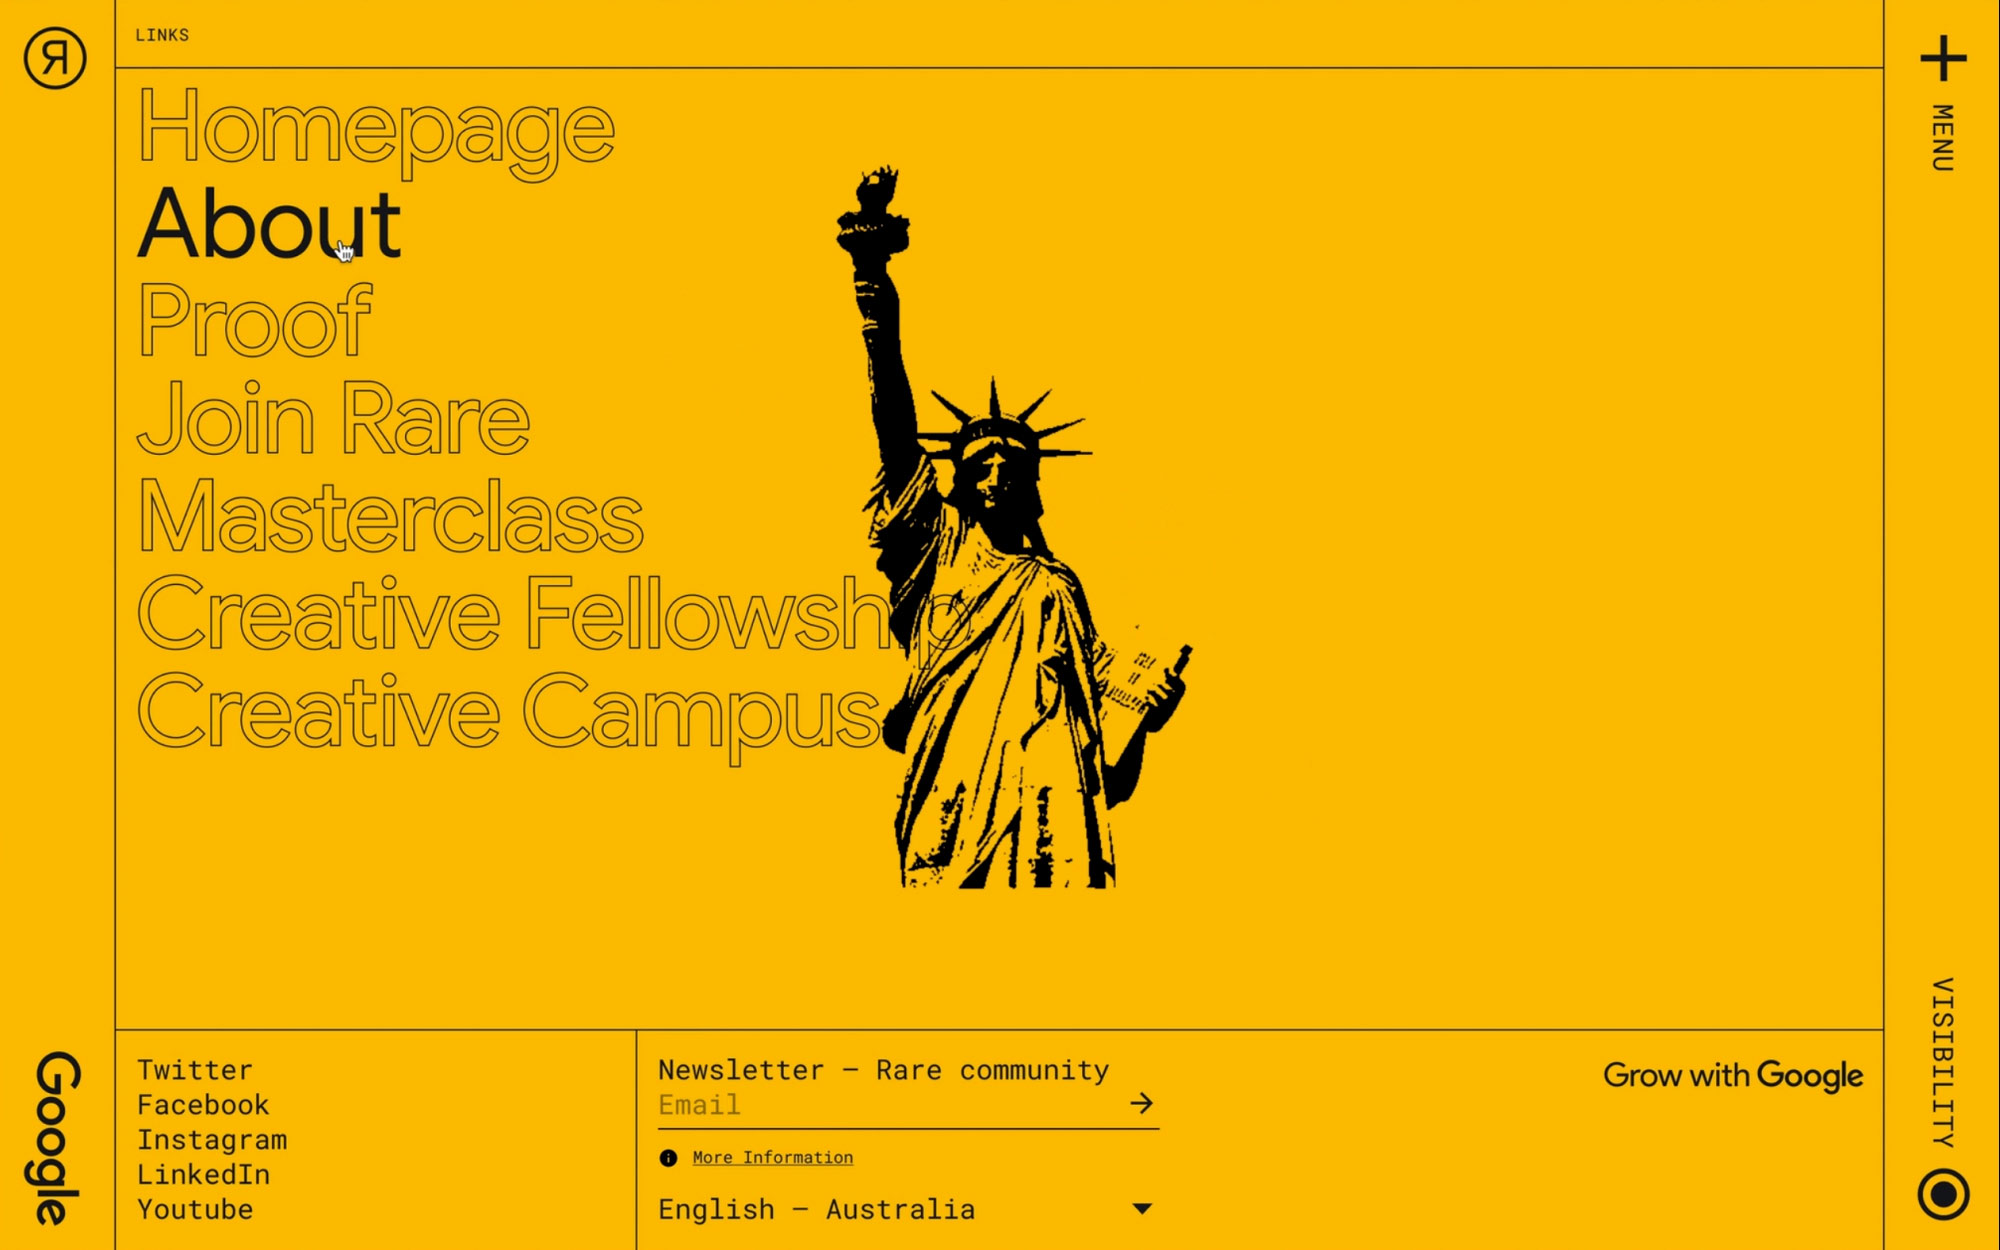 LINKS
Homepage
About
Proof
Join Rare
Masterclass
Creative Fellowship
Creative Campus
MENU
VISIBILITY
Google
Twitter
Facebook
Instagram
LinkedIn
Youtube
Newsletter — Rare community
Email
More Information
English — Australia
Grow with Google